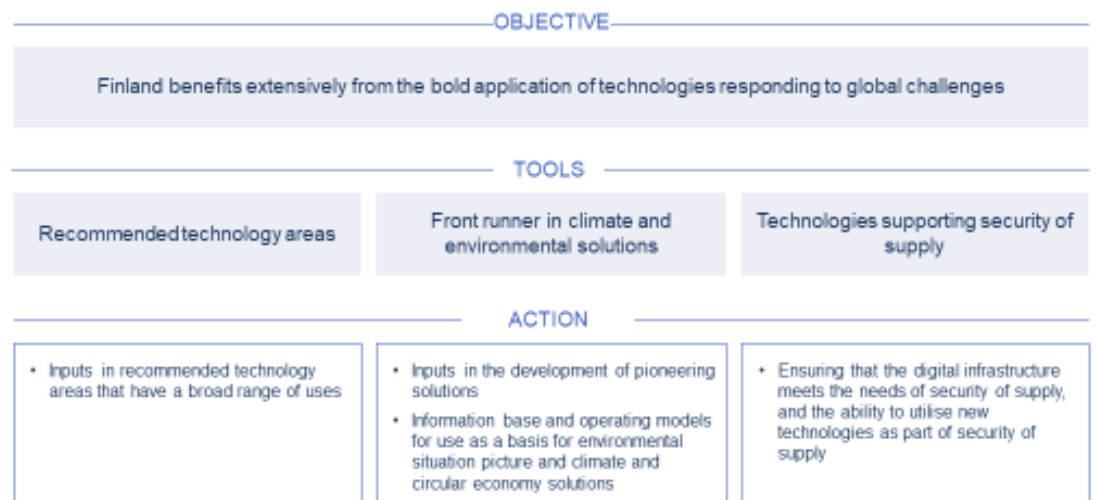 OBJECTIVE
Finland benefits extensively from the bold application of technologies responding to global challenges
TOOLS
Recommended technology areas
Front runner in climate and
environmental solutions
Technologies supporting security of
supply
ACTION
• Inputs in recommended technology
areas that have a broad range of uses
• Inputs in the development of pioneering
solutions
• Information base and operating models
for use as a basis for environmental
situation picture and climate and
circular economy solutions
• Ensuring that the digital infrastructure
meets the needs of security of supply,
and the ability to utilise new
technologies as part of security of
supply